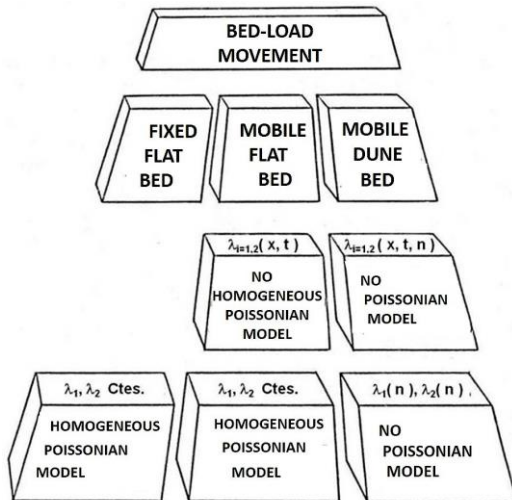 BED-LOAD
MOVEMENT
FIXED
FLAT
BED
MOBILE
FLAT
BED
MOBILE
DUNE
BED
λi=1.2( x, t )
NO
HOMOGENEOUS
POISSONIAN
MODEL
λi=1.2( x, t, n )
NO
POISSONIAN
MODEL
λ1, λ2 Ctes.
HOMOGENEOUS
POISSONIAN
MODEL
λ1, λ2 Ctes.
HOMOGENEOUS
POISSONIAN
MODEL
λ1( n ), λ2( n )
NO
POISSONIAN
MODEL